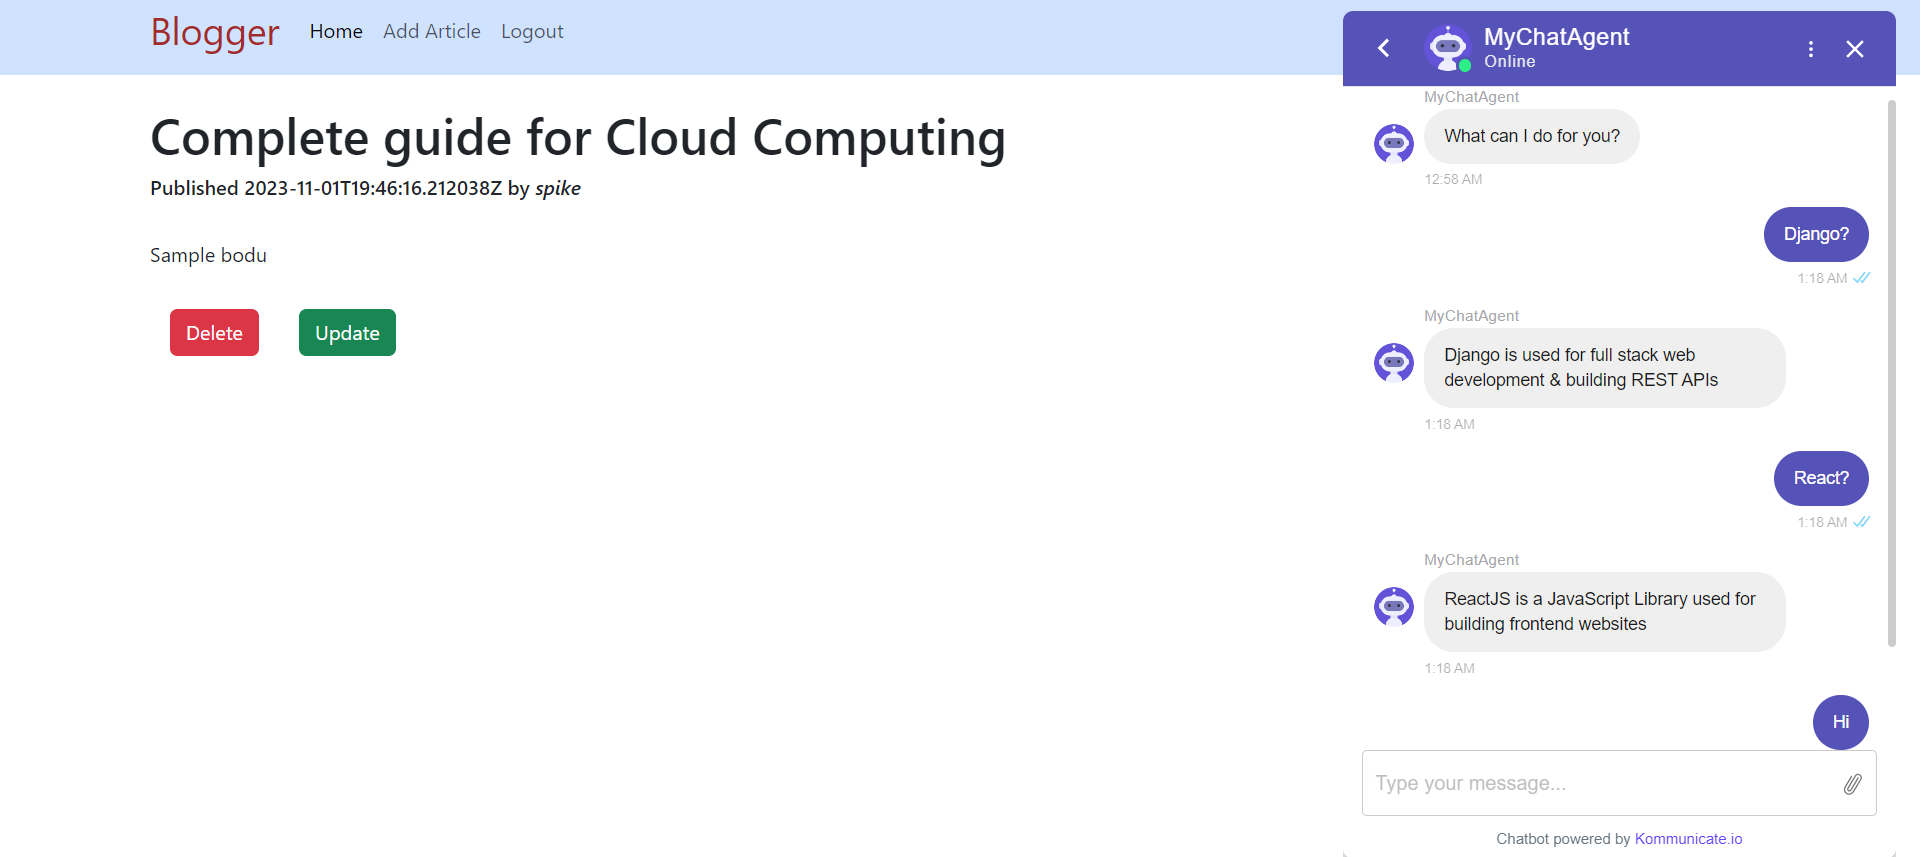 Blogger
Home
Add Article
Logout
Complete guide for Cloud Computing
Published 2023-11-01T19:46:16.212038Z by spike
Sample bodu
Delete
Update
MyChatAgent
Online
MyChatAgent
What can I do for you?
12:58 AM
Django?
1:18 AM
MyChatAgent
Django is used for full stack web
development & building REST APIs
1:18 AM
React?
1:18 AM
MyChatAgent
ReactJS is a JavaScript Library used for
building frontend websites
1:18 AM
Hi
Type your message...
Chatbot powered by Kommunicate.io